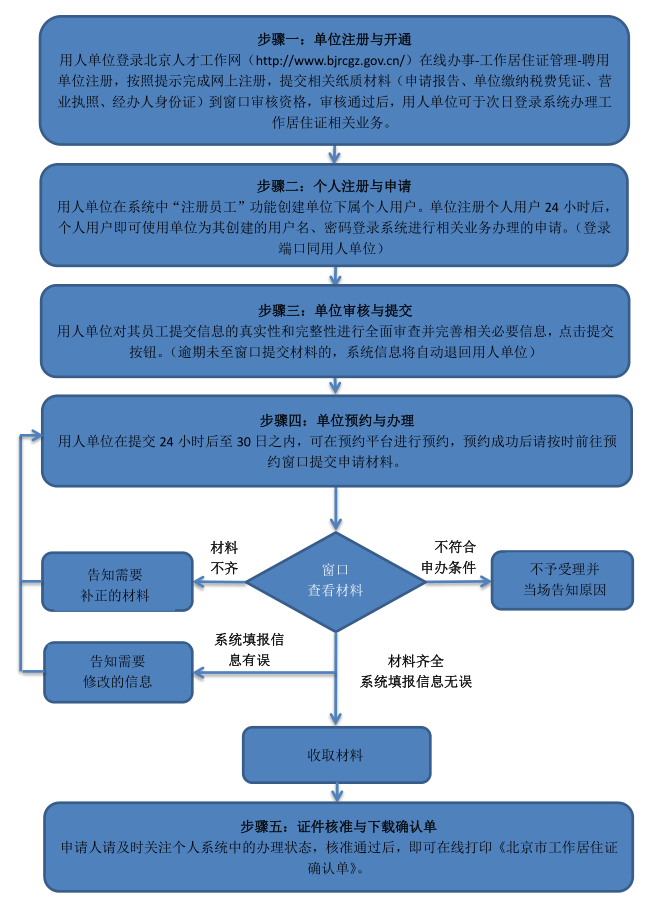 步骤一：单位注册与开通
用人单位登录北京人才工作网（http://www.bjrcgz.gov.cn/）在线办事-工作居住证管理-聘用
单位注册，按照提示完成网上注册，提交相关纸质材料（申请报告、单位缴纳税费凭证、营
业执照、经办人身份证）到窗口审核资格，审核通过后，用人单位可于次日登录系统办理工
作居住证相关业务。
步骤二：个人注册与申请
用人单位在系统中“注册员工”功能创建单位下属个人用户。单位注册个人用户 24 小时后，
个人用户即可使用单位为其创建的用户名、密码登录系统进行相关业务办理的申请。（登录
端口同用人单位）
步骤三：单位审核与提交
用人单位对其员工提交信息的真实性和完整性进行全面审查并完善相关必要信息，点击提交
按钮。（逾期未至窗口提交材料的，系统信息将自动退回用人单位）
步骤四：单位预约与办理
用人单位在提交 24 小时后至 30 日之内，可在预约平台进行预约，预约成功后请按时前往预
约窗口提交申请材料。
材料
不齐
不符合
申办条件
窗口
查看材料
告知需要
补正的材料
不予受理并
当场告知原因
系统填报信
息有误
告知需要
修改的信息
材料齐全
系统填报信息无误
收取材料
步骤五：证件核准与下载确认单
申请人请及时关注个人系统中的办理状态，核准通过后，即可在线打印《北京市工作居住证
确认单》。